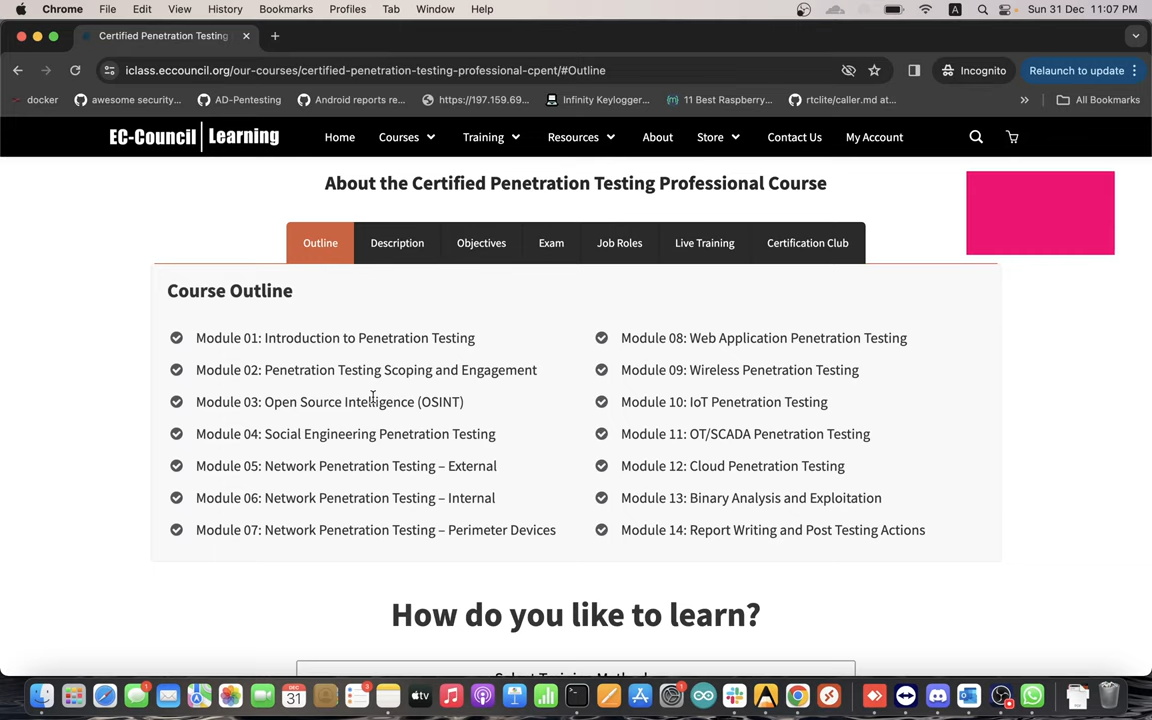 Chrome File Edit View History Bookmarks Profiles Tab Window Help A Sun 31 Dec 11:07 PM
Certified Penetration Testing
iclass.eccouncil.org/our-courses/certified-penetration-testing-professional-cpent/#Outline Incognito Relaunch to update
docker awesome security... AD-Pentesting Android reports re... https://197.159.69... Infinity Keylogger... 11 Best Raspberry... rtclite/caller.md at... » All Bookmarks
EC-Council Learning Home Courses Training Resources About Store Contact Us My Account
About the Certified Penetration Testing Professional Course
Outline Description Objectives Exam Job Roles Live Training Certification Club
Course Outline
Module 01: Introduction to Penetration Testing
Module 02: Penetration Testing Scoping and Engagement
Module 03: Open Source Intelligence (OSINT)
Module 04: Social Engineering Penetration Testing
Module 05: Network Penetration Testing – External
Module 06: Network Penetration Testing – Internal
Module 07: Network Penetration Testing – Perimeter Devices
Module 08: Web Application Penetration Testing
Module 09: Wireless Penetration Testing
Module 10: IoT Penetration Testing
Module 11: OT/SCADA Penetration Testing
Module 12: Cloud Penetration Testing
Module 13: Binary Analysis and Exploitation
Module 14: Report Writing and Post Testing Actions
How do you like to learn?
DEC
31
tv